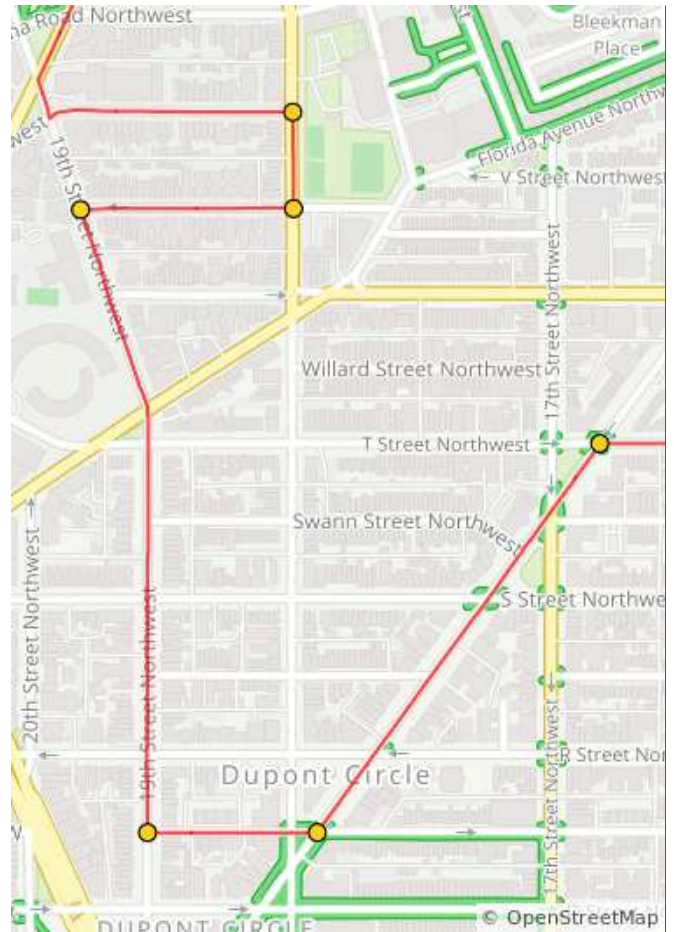 na Road Northwest
Bleekman
Place
west
19th Street Northwest
Florida Avenue Northw
V Street Northwest
17th Street Northwest
Willard Street Northwest
T Street Northwest
Swann Street Northwest
20th Street Northwest
19th Street Northwest
S Street Northwe
R Street Nor
Dupont Circle
17th Street Northwest
DUPONT CIRCLE
© OpenStreetMap